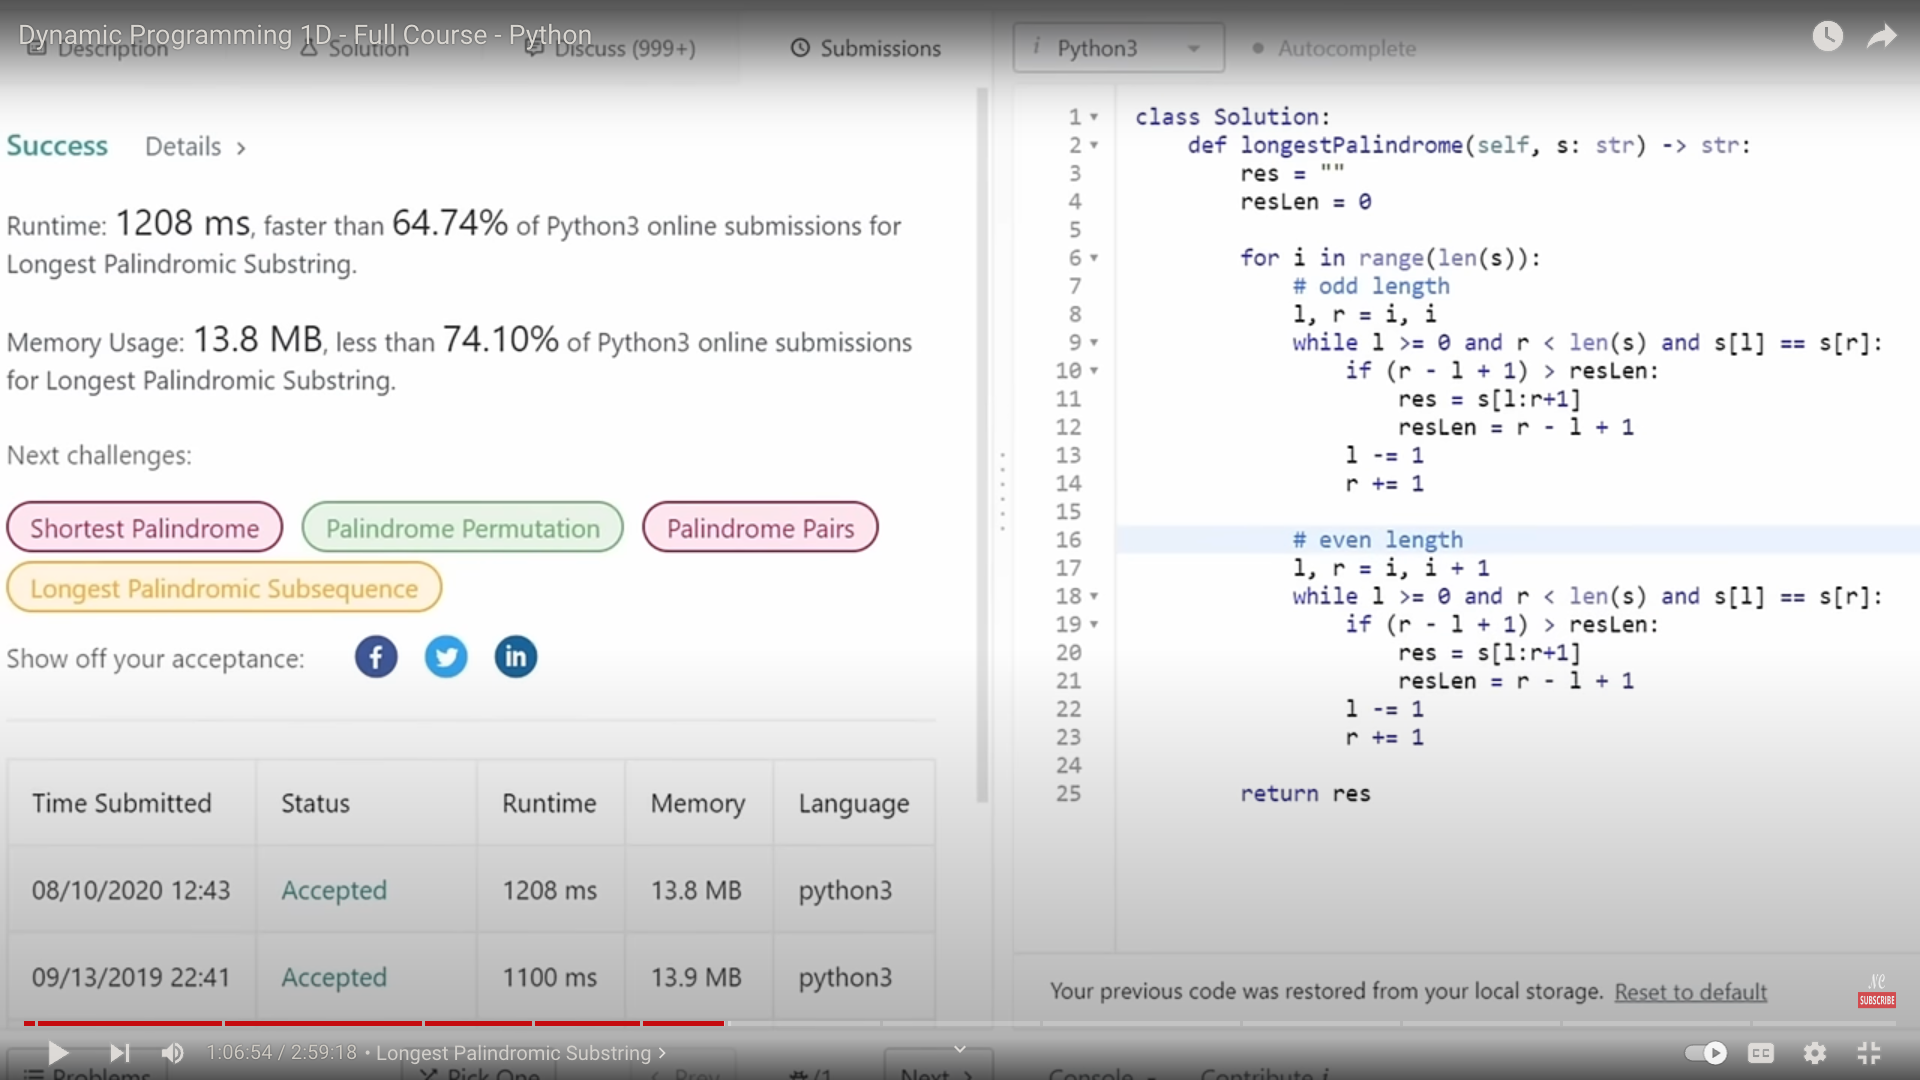 Dynamic Programming 1D - Full Course - Python
Description Solution Discuss (999+) Submissions
i Python3 Autocomplete
Success Details >
Runtime: 1208 ms, faster than 64.74% of Python3 online submissions for
Longest Palindromic Substring.
Memory Usage: 13.8 MB, less than 74.10% of Python3 online submissions
for Longest Palindromic Substring.
Next challenges:
Shortest Palindrome Palindrome Permutation Palindrome Pairs
Longest Palindromic Subsequence
Show off your acceptance:
Time Submitted Status Runtime Memory Language
08/10/2020 12:43 Accepted 1208 ms 13.8 MB python3
09/13/2019 22:41 Accepted 1100 ms 13.9 MB python3
1 class Solution:
2     def longestPalindrome(self, s: str) -> str:
3         res = ""
4         resLen = 0
5
6         for i in range(len(s)):
7             # odd length
8             l, r = i, i
9             while l >= 0 and r < len(s) and s[l] == s[r]:
10                 if (r - l + 1) > resLen:
11                     res = s[l:r+1]
12                     resLen = r - l + 1
13                 l -= 1
14                 r += 1
15
16             # even length
17             l, r = i, i + 1
18             while l >= 0 and r < len(s) and s[l] == s[r]:
19                 if (r - l + 1) > resLen:
20                     res = s[l:r+1]
21                     resLen = r - l + 1
22                 l -= 1
23                 r += 1
24
25         return res
Your previous code was restored from your local storage. Reset to default
NC
SUBSCRIBE
1:06:54 / 2:59:18 • Longest Palindromic Substring >
CC
Problems Pick One < Prev /1 Next > Console Contribute i